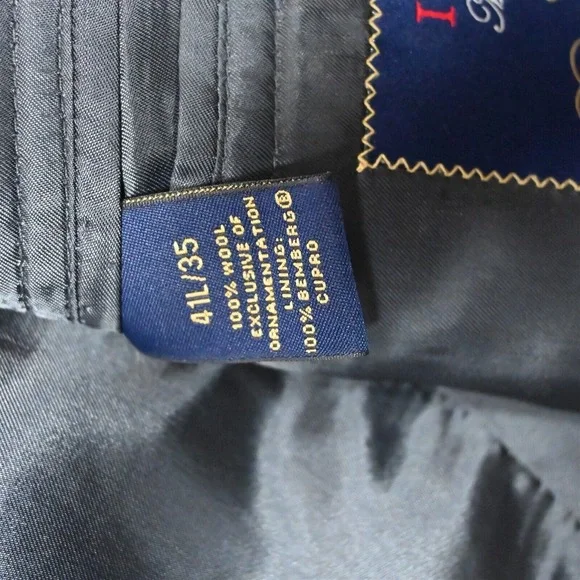 41L/35
100% WOOL
EXCLUSIVE OF
ORNAMENTATION
LINING:
100% BEMBERG®
CUPRO
I